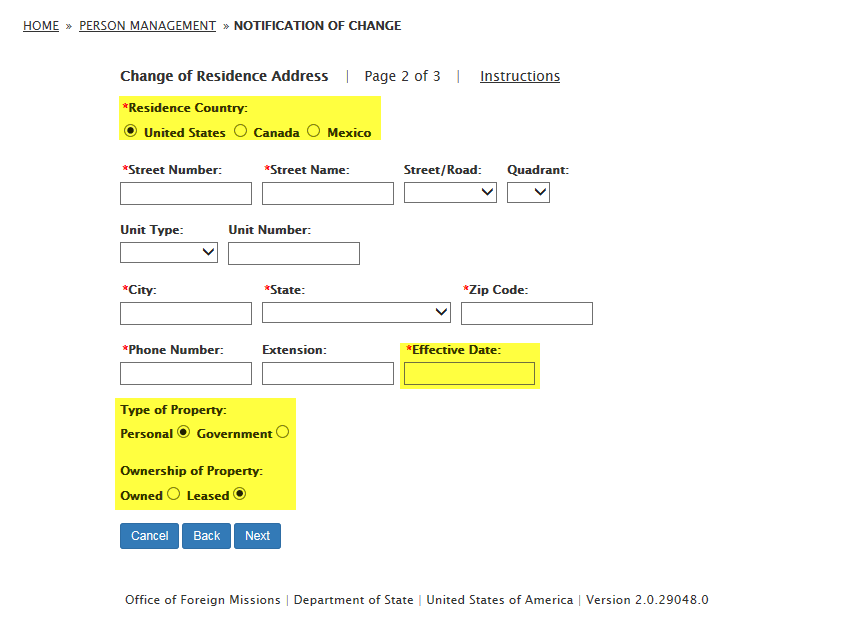 HOME » PERSON MANAGEMENT » NOTIFICATION OF CHANGE
Change of Residence Address | Page 2 of 3 | Instructions
*Residence Country:
United States Canada Mexico
*Street Number: *Street Name: Street/Road: Quadrant:
Unit Type: Unit Number:
*City: *State: *Zip Code:
*Phone Number: Extension: *Effective Date:
Type of Property:
Personal Government
Ownership of Property:
Owned Leased
Cancel Back Next
Office of Foreign Missions | Department of State | United States of America | Version 2.0.29048.0